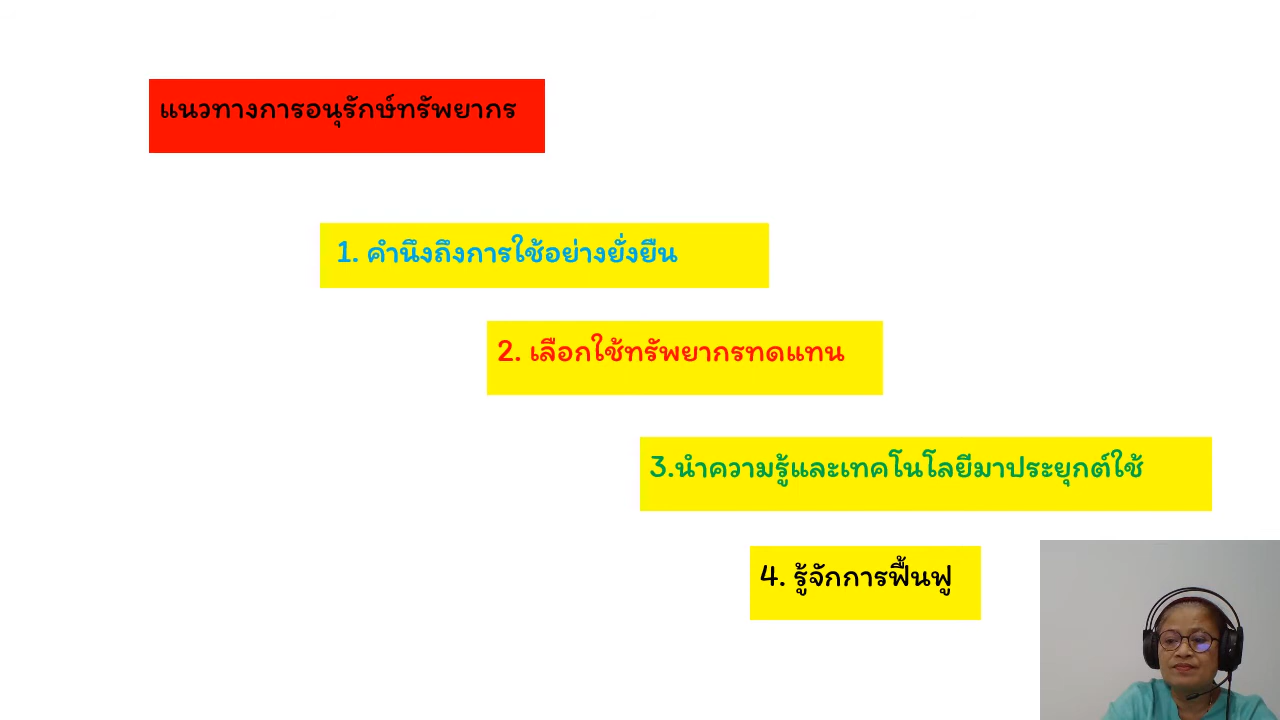 แนวทางการอนุรักษ์ทรัพยากร
1. คำนึงถึงการใช้อย่างยั่งยืน
2. เลือกใช้ทรัพยากรทดแทน
3.นำความรู้และเทคโนโลยีมาประยุกต์ใช้
4. รู้จักการฟื้นฟู